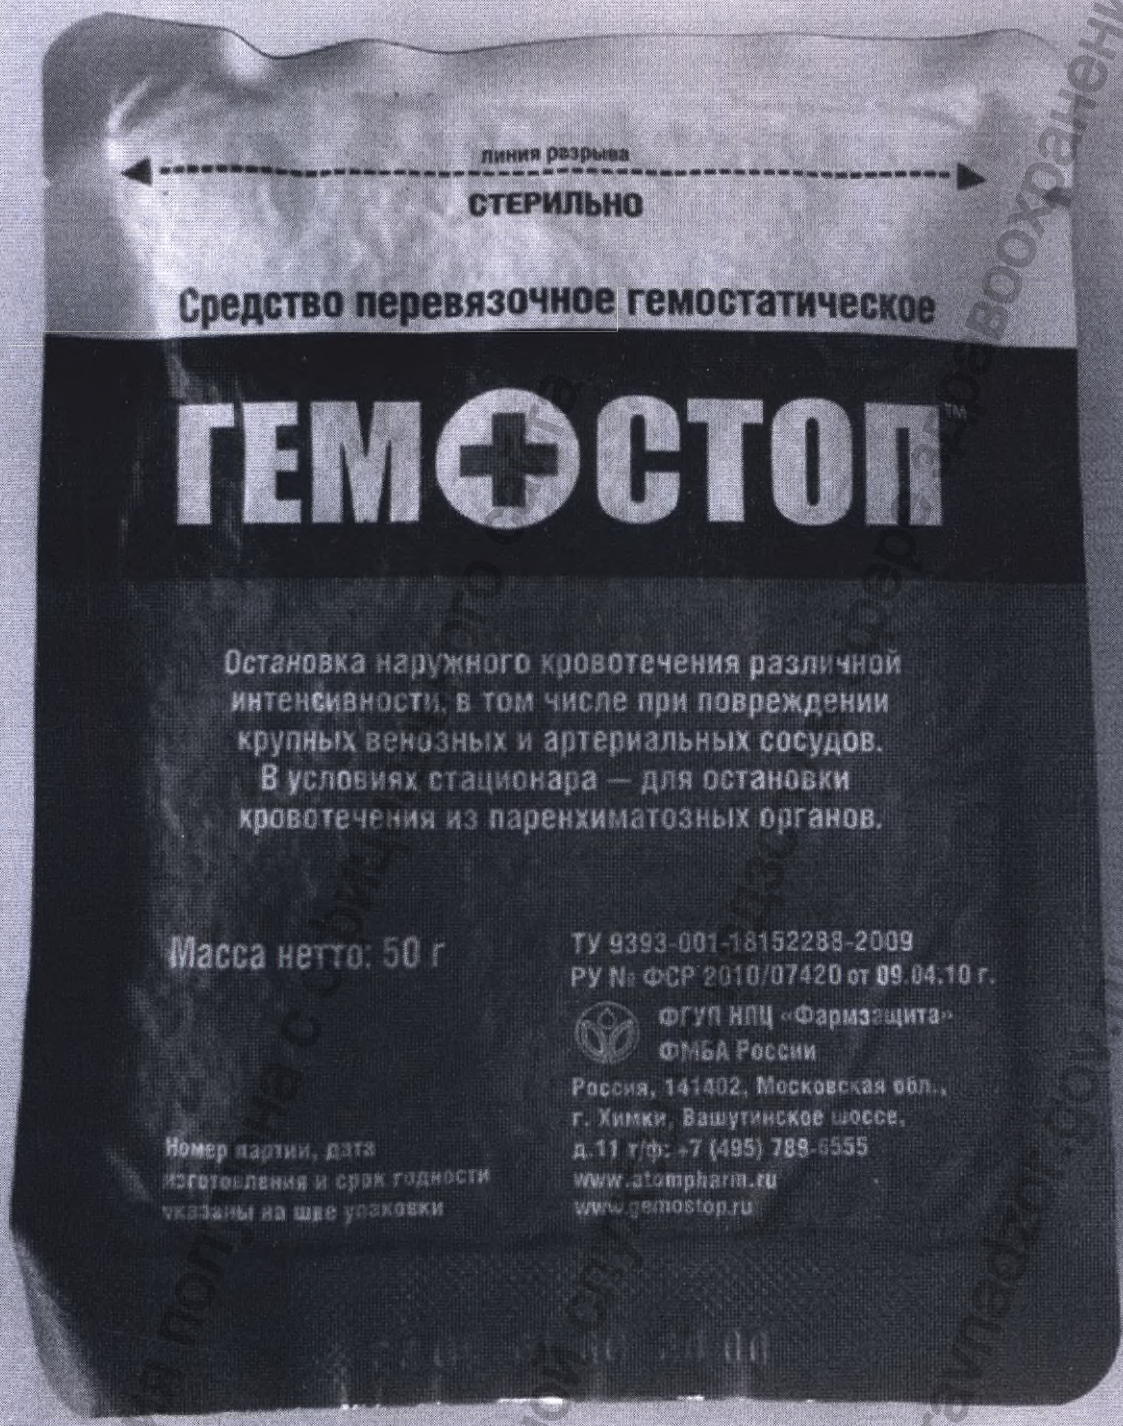 линия разрыва
СТЕРИЛЬНО
Средство перевязочное гемостатическое
ГЕМ СТОП™
Остановка наружного кровотечения различной
интенсивности, в том числе при повреждении
крупных венозных и артериальных сосудов.
В условиях стационара — для остановки
кровотечения из паренхиматозных органов.
Масса нетто: 50 г
ТУ 9393-001-18152288-2009
РУ № ФСР 2010/07420 от 09.04.10 г.
ФГУП НПЦ «Фармзащита»
ФМБА России
Россия, 141402, Московская обл.,
г. Химки, Вашутинское шоссе,
д.11 т/ф: +7 (495) 789-6555
www.atompharm.ru
www.gemostop.ru
Номер партии, дата
изготовления и срок годности
указаны на шве упаковки